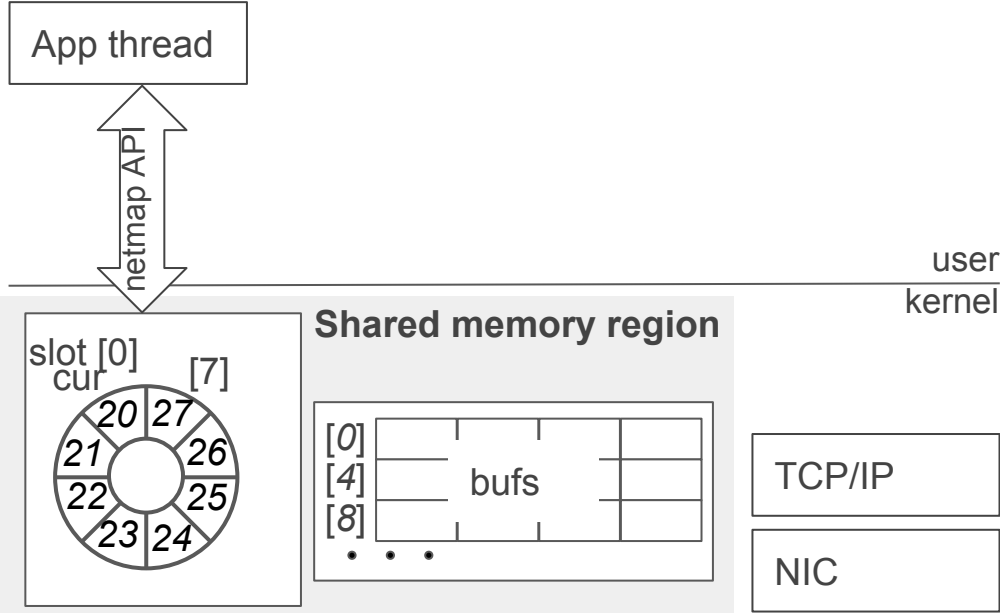 App thread
netmap API
user
kernel
Shared memory region
slot [0]
cur
[7]
20 27
21 26
22 25
23 24
[0]
[4]
[8]
bufs
• • •
TCP/IP
NIC